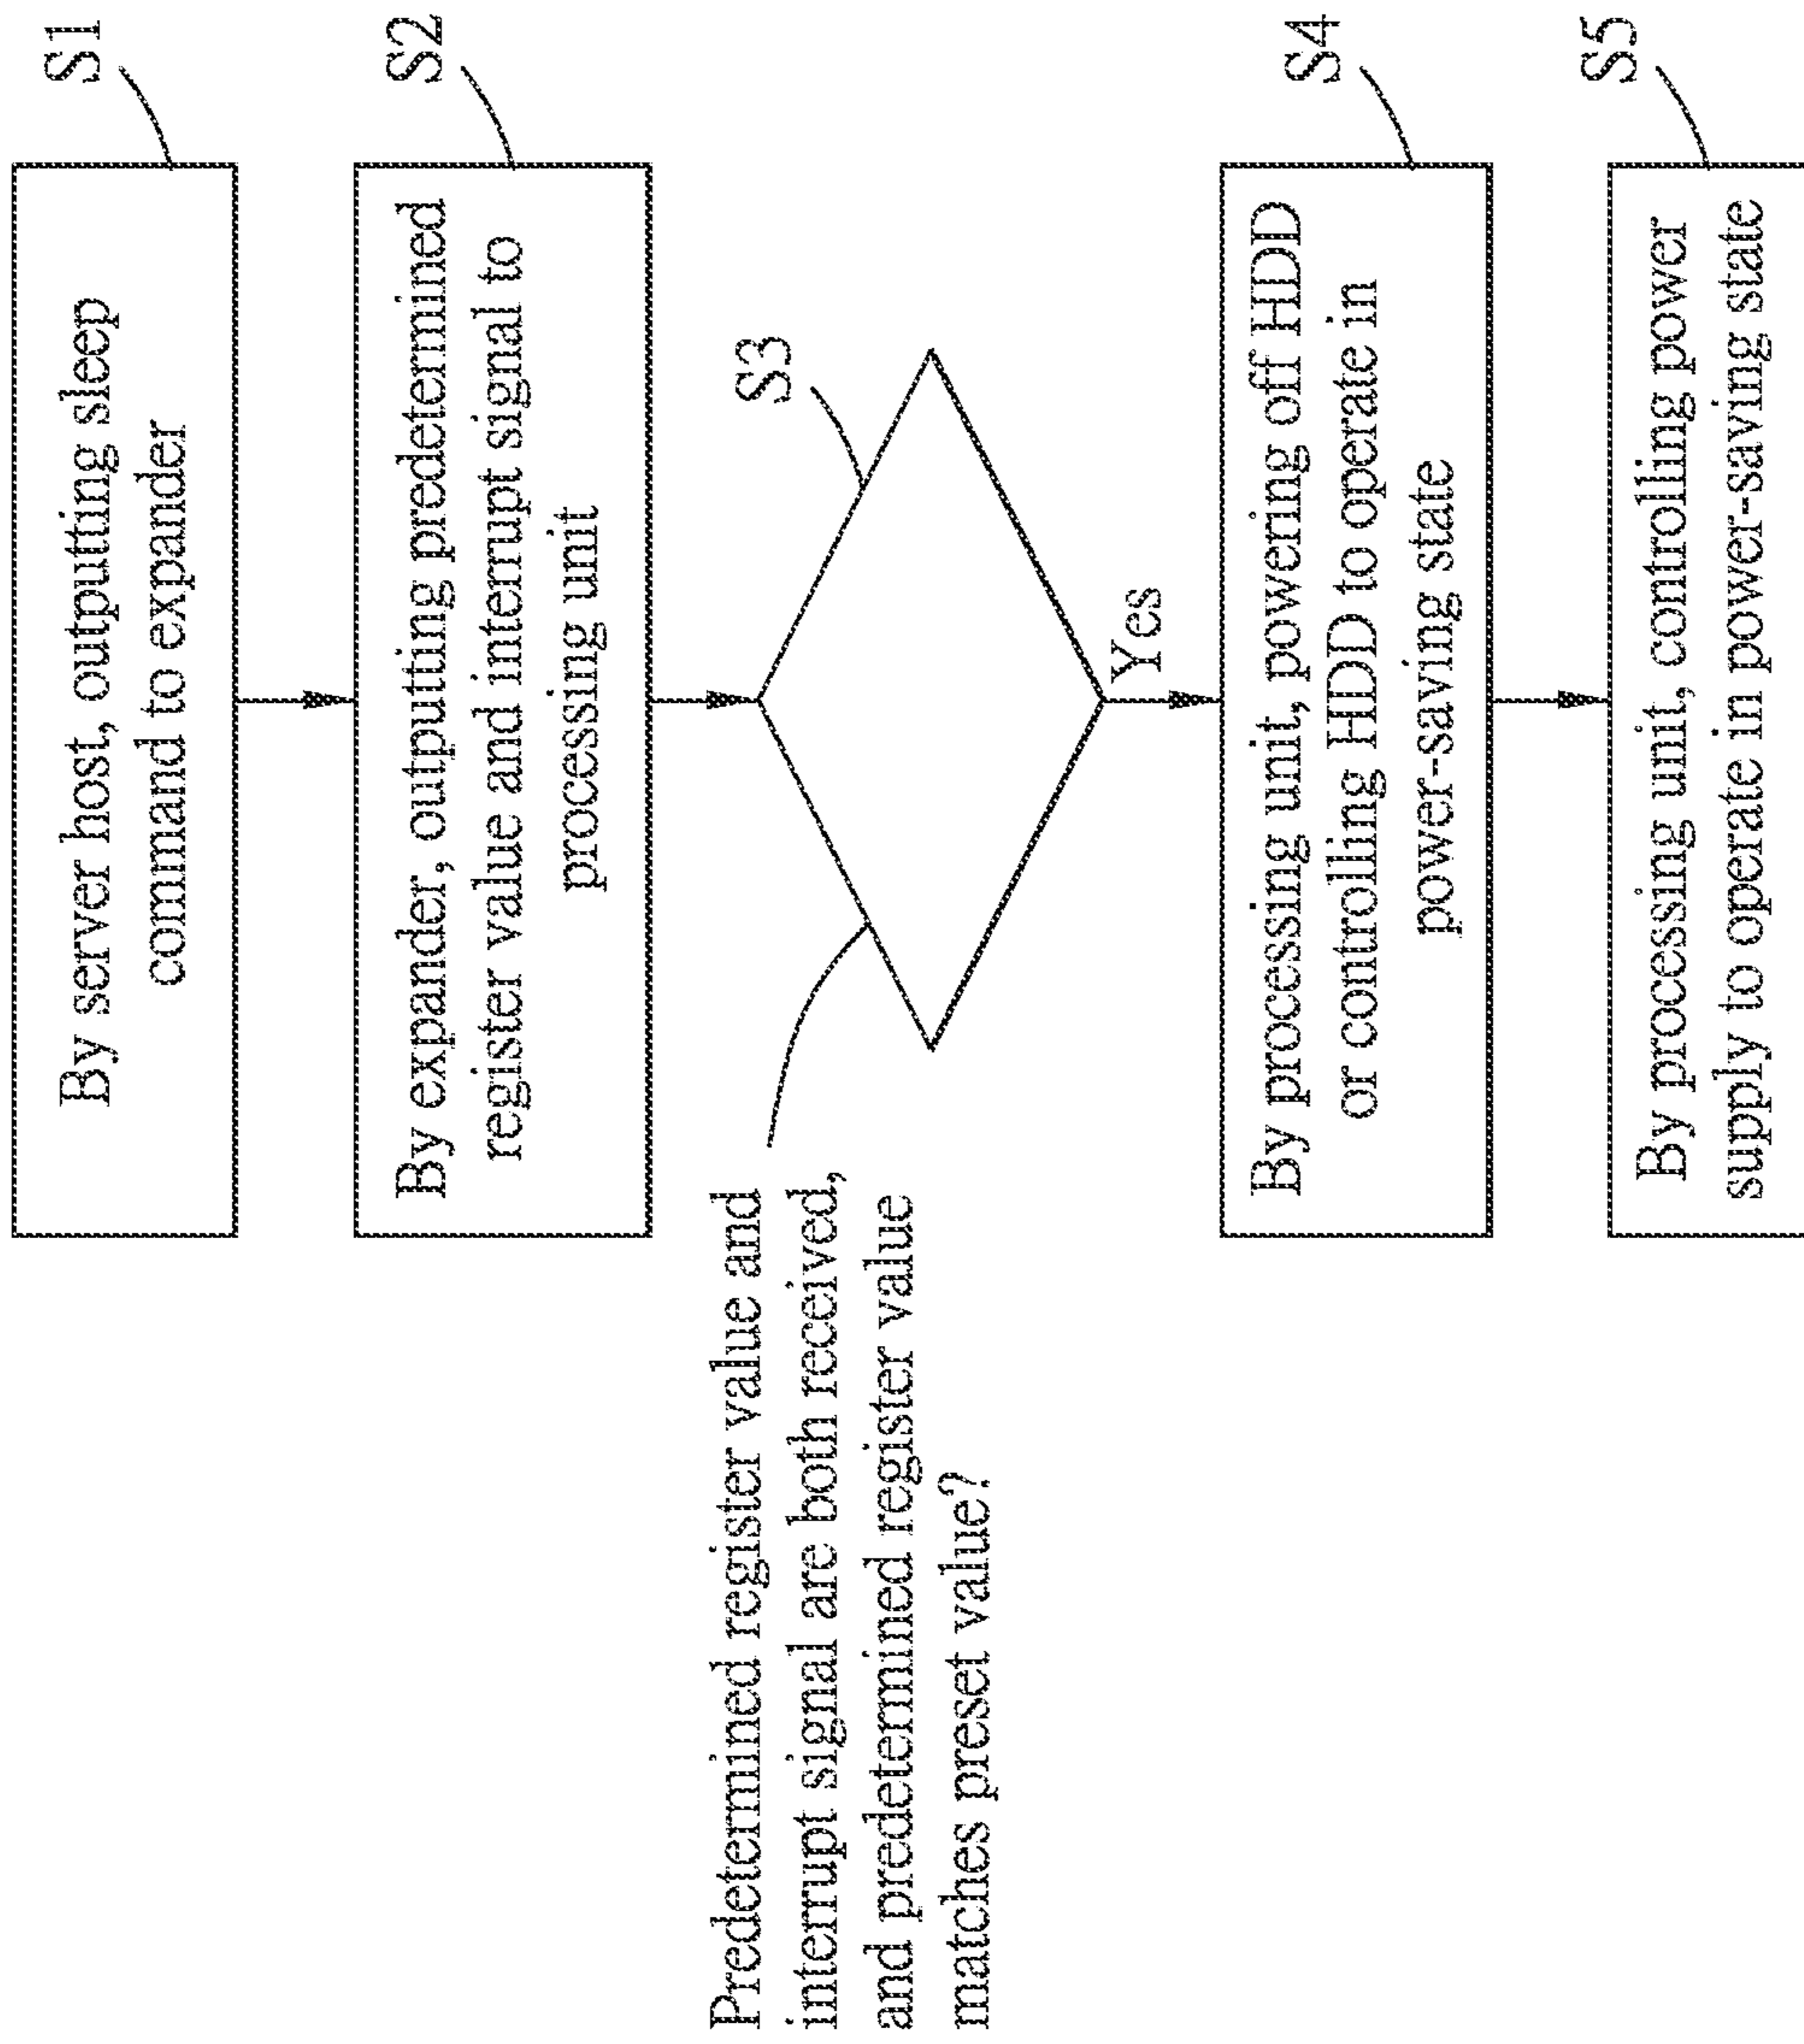 S1
By server host, outputting sleep
command to expander
S2
By expander, outputting predetermined
register value and interrupt signal to
processing unit
S3
Predetermined register value and
interrupt signal are both received,
and predetermined register value
matches preset value?
Yes
S4
By processing unit, powering off HDD
or controlling HDD to operate in
power-saving state
S5
By processing unit, controlling power
supply to operate in power-saving state